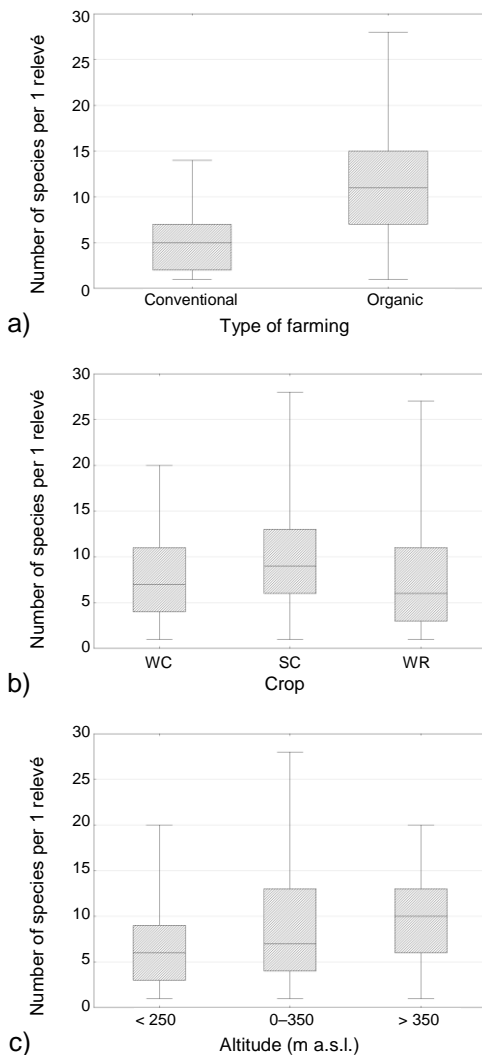 30
25
20
15
10
5
0
Number of species per 1 relevé
Conventional Organic
a) Type of farming
30
25
20
15
10
5
0
Number of species per 1 relevé
WC SC WR
b) Crop
30
25
20
15
10
5
0
Number of species per 1 relevé
< 250 0–350 > 350
c) Altitude (m a.s.l.)